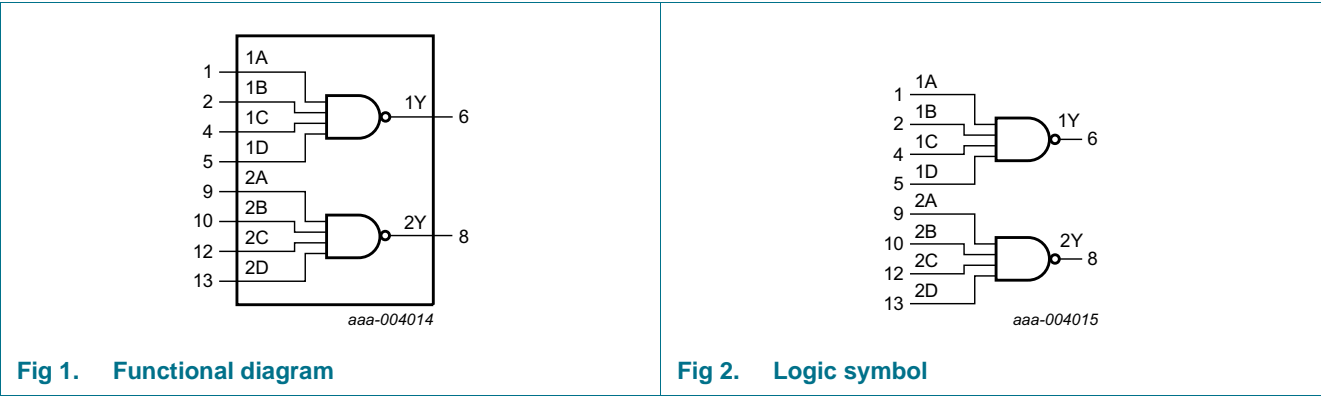 1A
1
1B
2
1Y
6
1C
4
1D
5
2A
9
2B
10
2Y
8
2C
12
2D
13
aaa-004014
Fig 1. Functional diagram
1A
1
1B
2
1Y
6
1C
4
1D
5
2A
9
2B
10
2Y
8
2C
12
2D
13
aaa-004015
Fig 2. Logic symbol